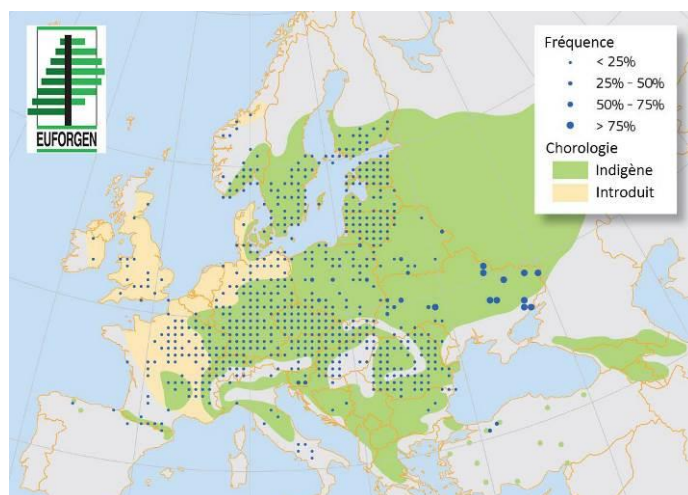 EUFORGEN
Fréquence
< 25%
25% - 50%
50% - 75%
> 75%
Chorologie
Indigène
Introduit